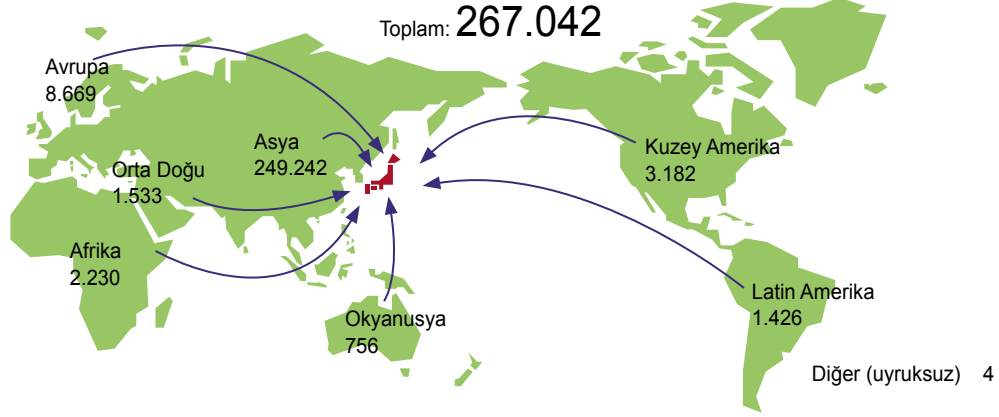 Toplam: 267.042
Avrupa
8.669
Asya
249.242
Orta Doğu
1.533
Afrika
2.230
Okyanusya
756
Kuzey Amerika
3.182
Latin Amerika
1.426
Diğer (uyruksuz) 4